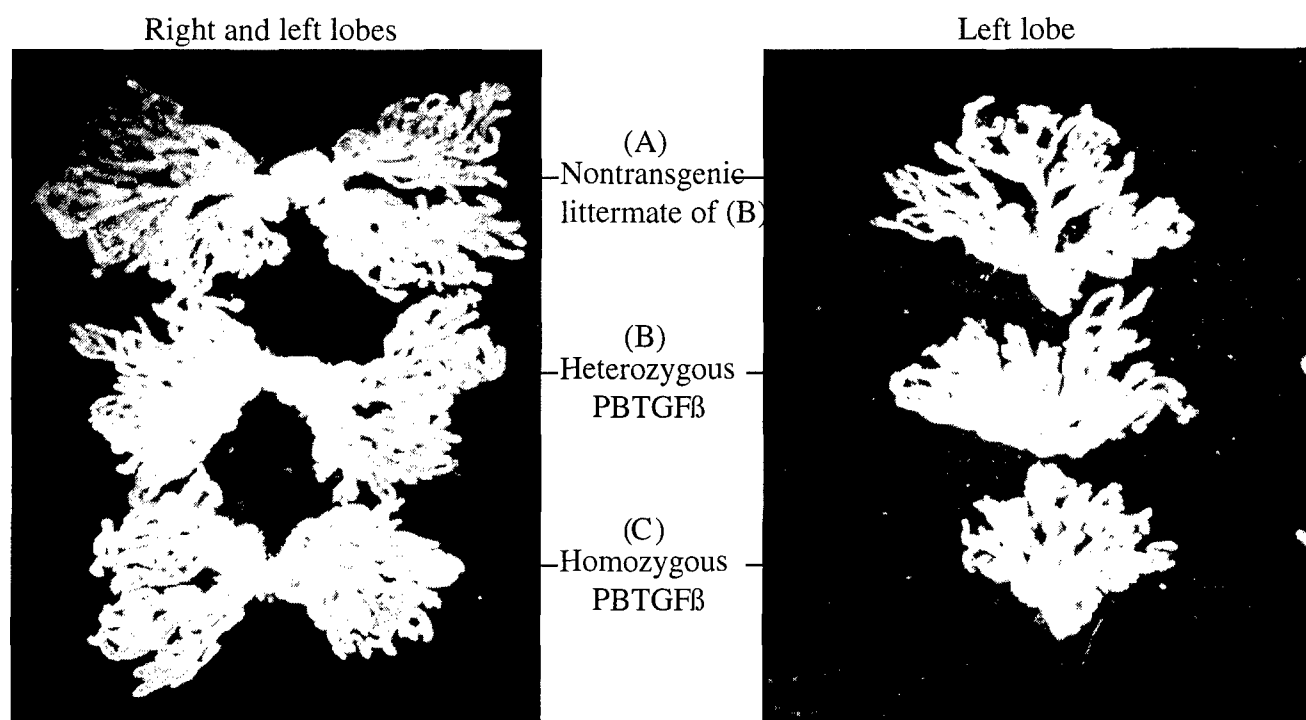 Right and left lobes
Left lobe
(A)
Nontransgenic
littermate of (B)
(B)
Heterozygous
PBTGFß
(C)
Homozygous
PBTGFß